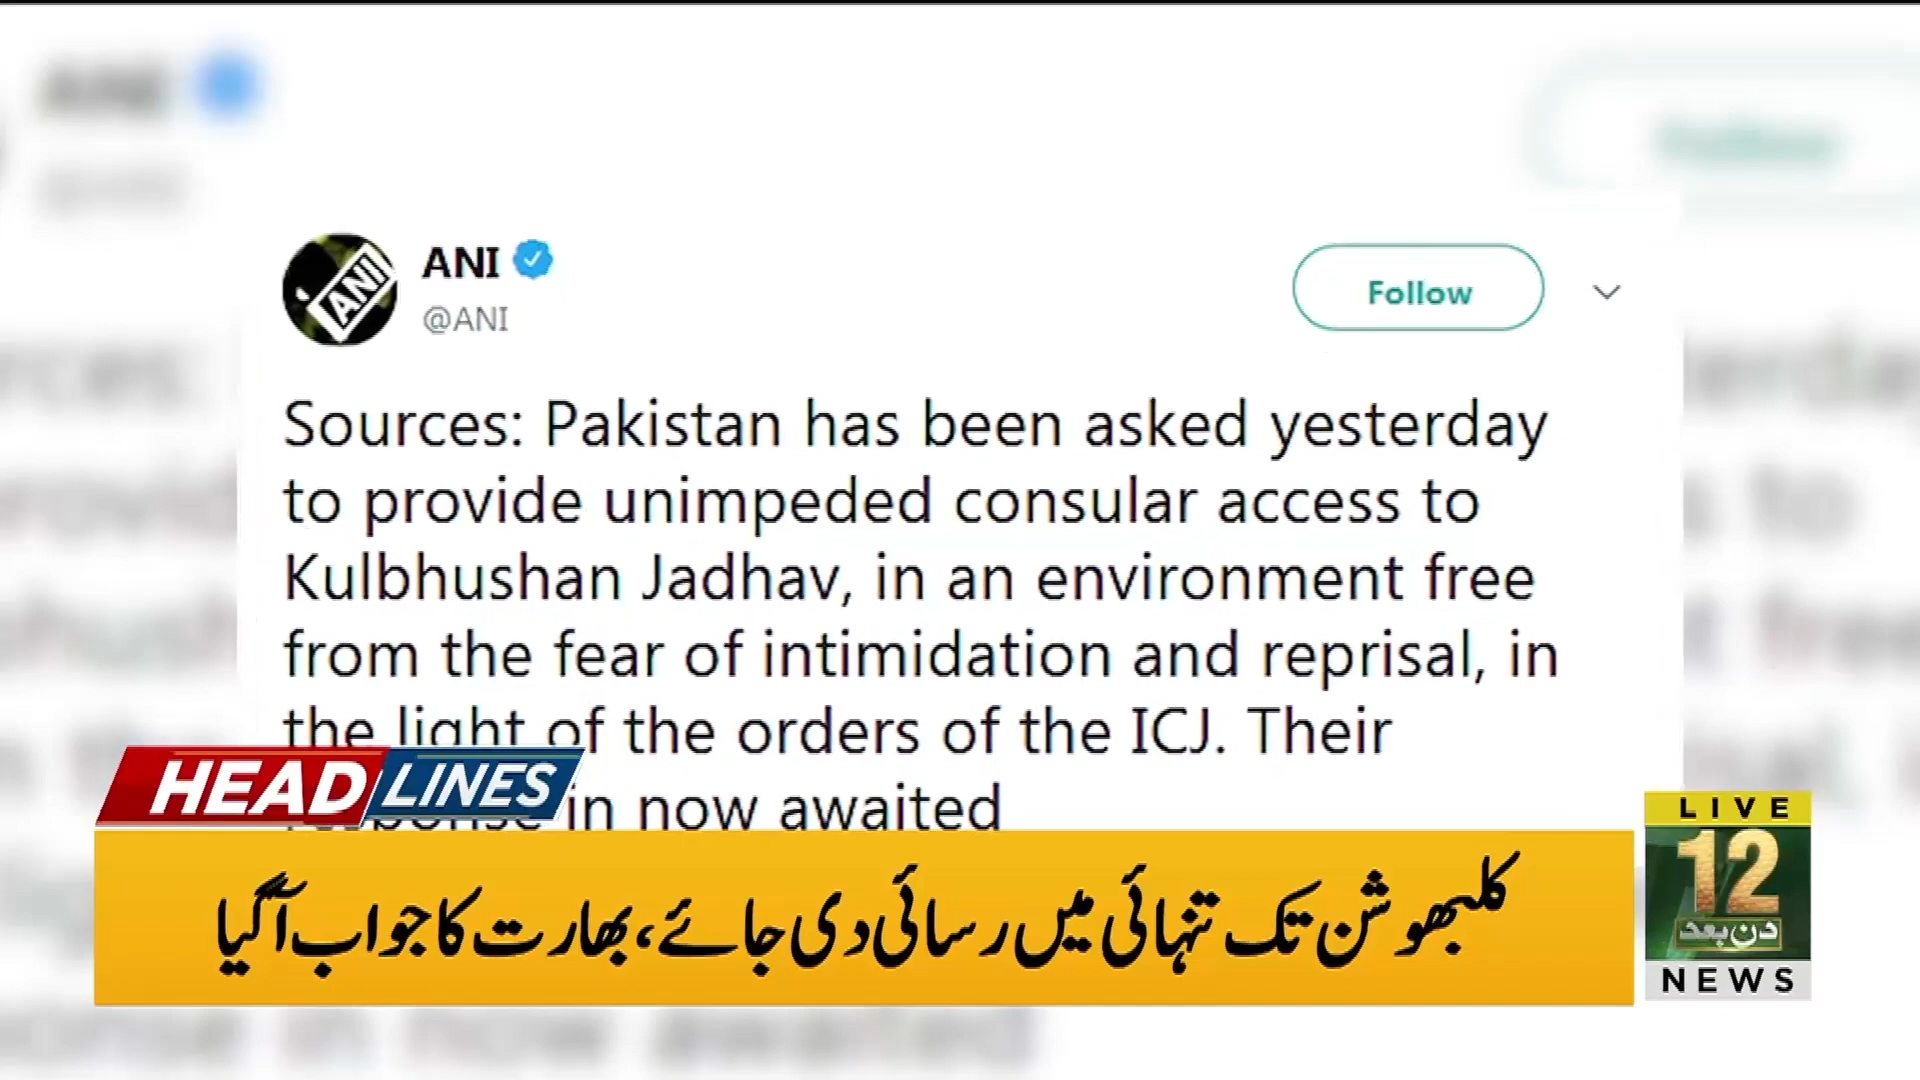 ANI
@ANI
Follow
Sources: Pakistan has been asked yesterday
to provide unimpeded consular access to
Kulbhushan Jadhav, in an environment free
from the fear of intimidation and reprisal, in
the light of the orders of the ICJ. Their
response in now awaited
HEADLINES
کلبھوشن تک تنہائی میں رسائی دی جائے، بھارت کا جواب آگیا
LIVE
12
دن بعد
NEWS